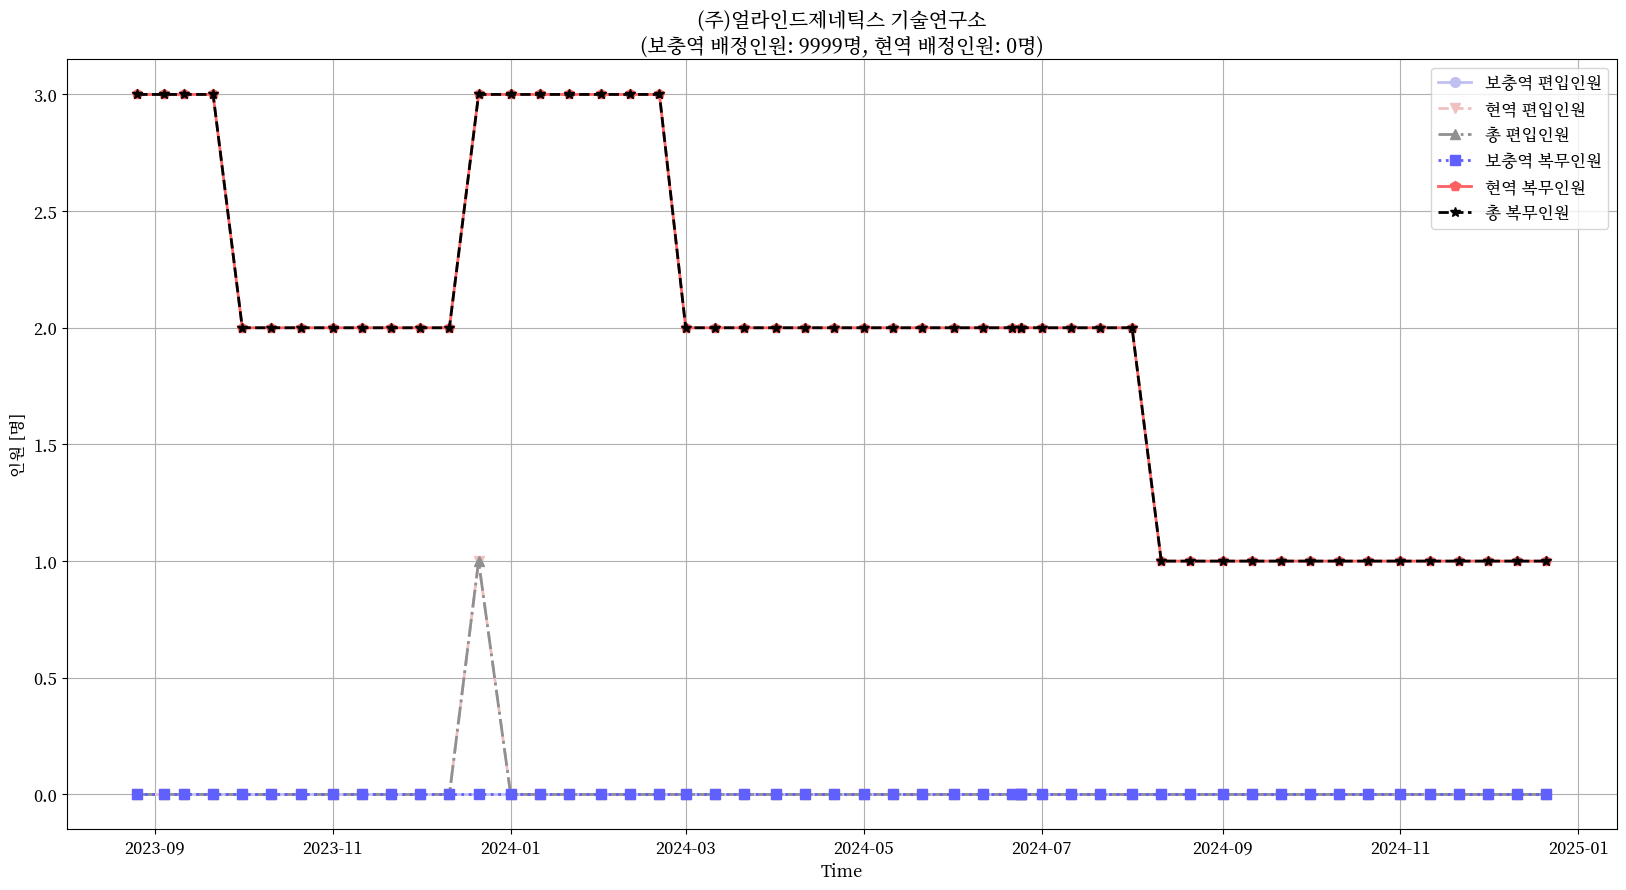 (주)얼라인드제네틱스 기술연구소
(보충역 배정인원: 9999명, 현역 배정인원: 0명)
보충역 편입인원
현역 편입인원
총 편입인원
보충역 복무인원
현역 복무인원
총 복무인원
인원 [명]
3.0
2.5
2.0
1.5
1.0
0.5
0.0
2023-09
2023-11
2024-01
2024-03
2024-05
2024-07
2024-09
2024-11
2025-01
Time